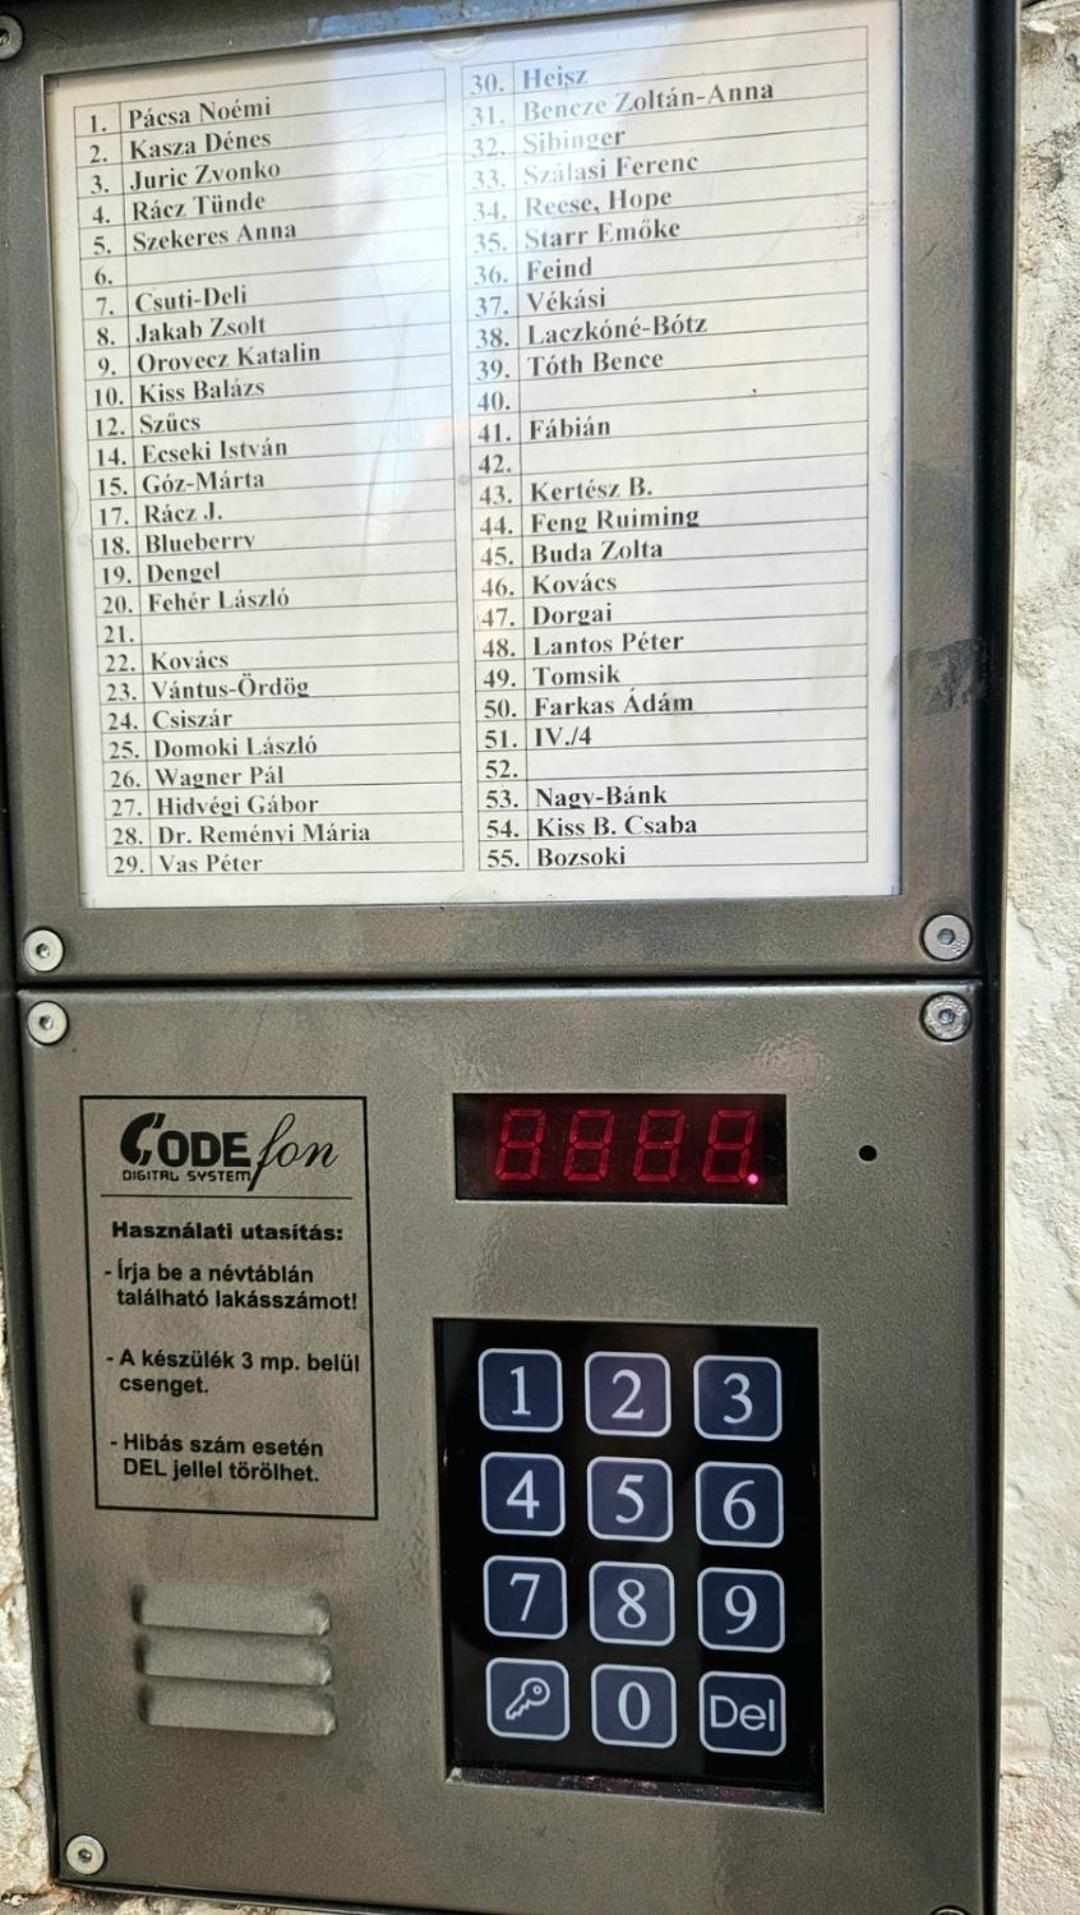 1. Pácsa Noémi
2. Kasza Dénes
3. Juric Zvonko
4. Rácz Tünde
5. Szekeres Anna
6.
7. Csuti-Deli
8. Jakab Zsolt
9. Orovecz Katalin
10. Kiss Balázs
12. Szűcs
14. Ecseki István
15. Góz-Márta
17. Rácz J.
18. Blueberry
19. Dengel
20. Fehér László
21.
22. Kovács
23. Vántus-Ördög
24. Csiszár
25. Domoki László
26. Wagner Pál
27. Hidvégi Gábor
28. Dr. Reményi Mária
29. Vas Péter
30. Heisz
31. Bencze Zoltán-Anna
32. Sibinger
33. Szálasi Ferenc
34. Reese, Hope
35. Starr Emőke
36. Feind
37. Vékási
38. Laczkóné-Bótz
39. Tóth Bence
40.
41. Fábián
42.
43. Kertész B.
44. Feng Ruiming
45. Buda Zolta
46. Kovács
47. Dorgai
48. Lantos Péter
49. Tomsik
50. Farkas Ádám
51. IV./4
52.
53. Nagy-Bánk
54. Kiss B. Csaba
55. Bozsoki
CODEfon
DIGITAL SYSTEM
Használati utasítás:
- Írja be a névtáblán
található lakásszámot!
- A készülék 3 mp. belül
csenget.
- Hibás szám esetén
DEL jellel törölhet.
8888.
1 2 3
4 5 6
7 8 9
0 Del